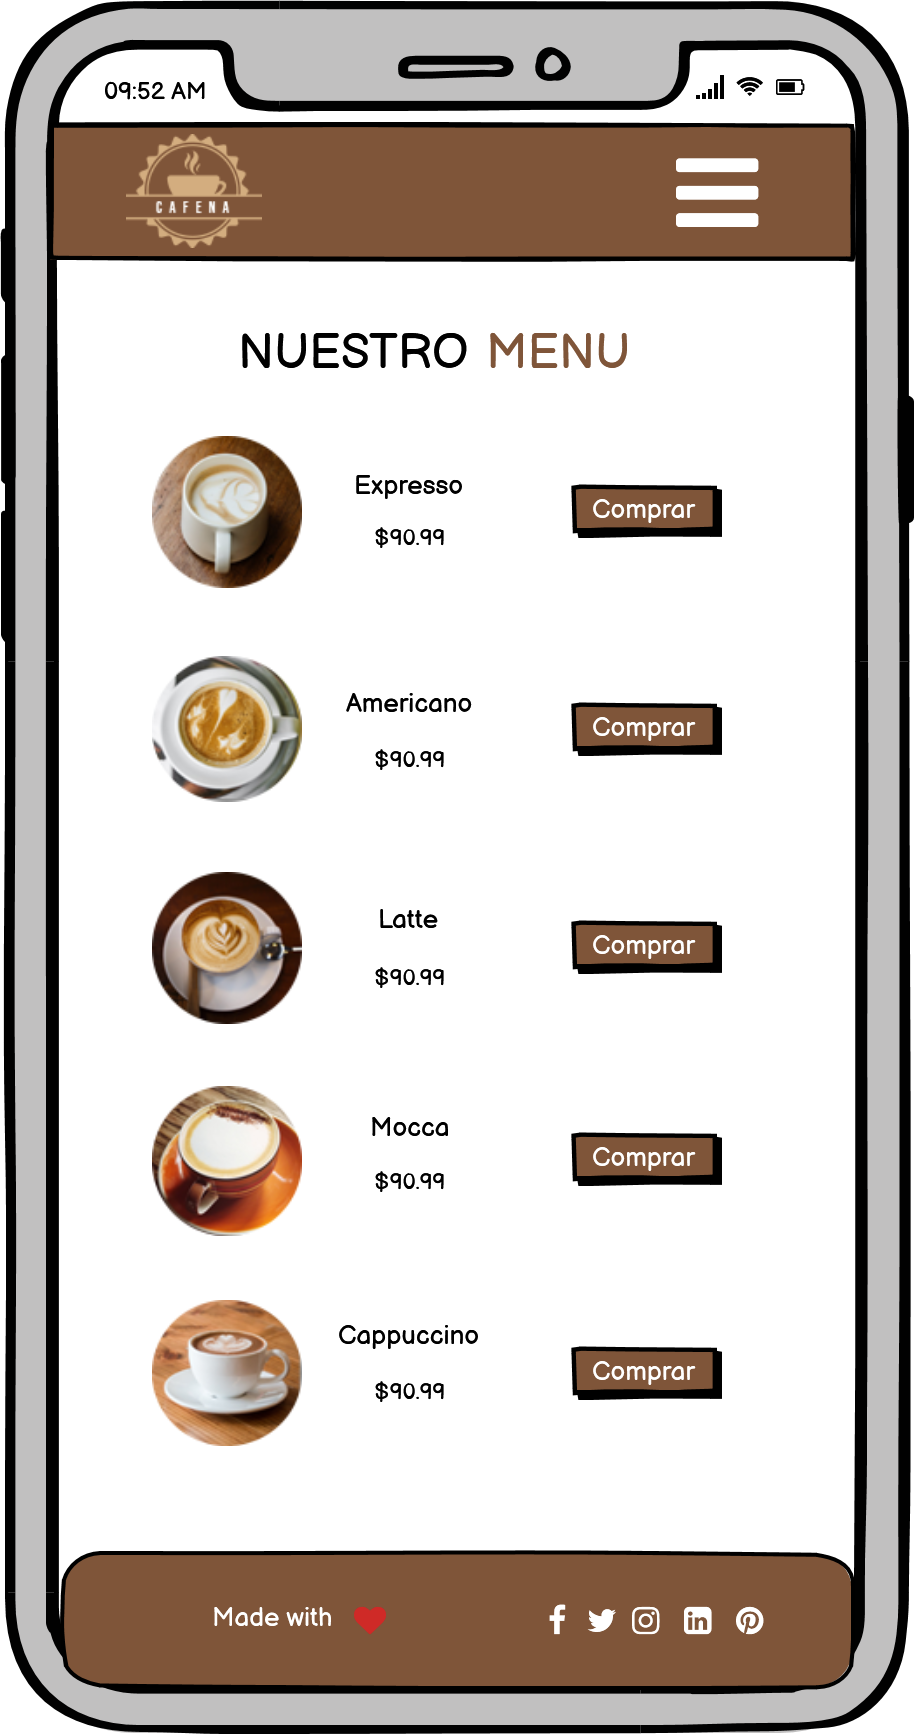 09:52 AM
CAFENA
NUESTRO MENU
Expresso
$90.99
Comprar
Americano
$90.99
Comprar
Latte
$90.99
Comprar
Mocca
$90.99
Comprar
Cappuccino
$90.99
Comprar
Made with